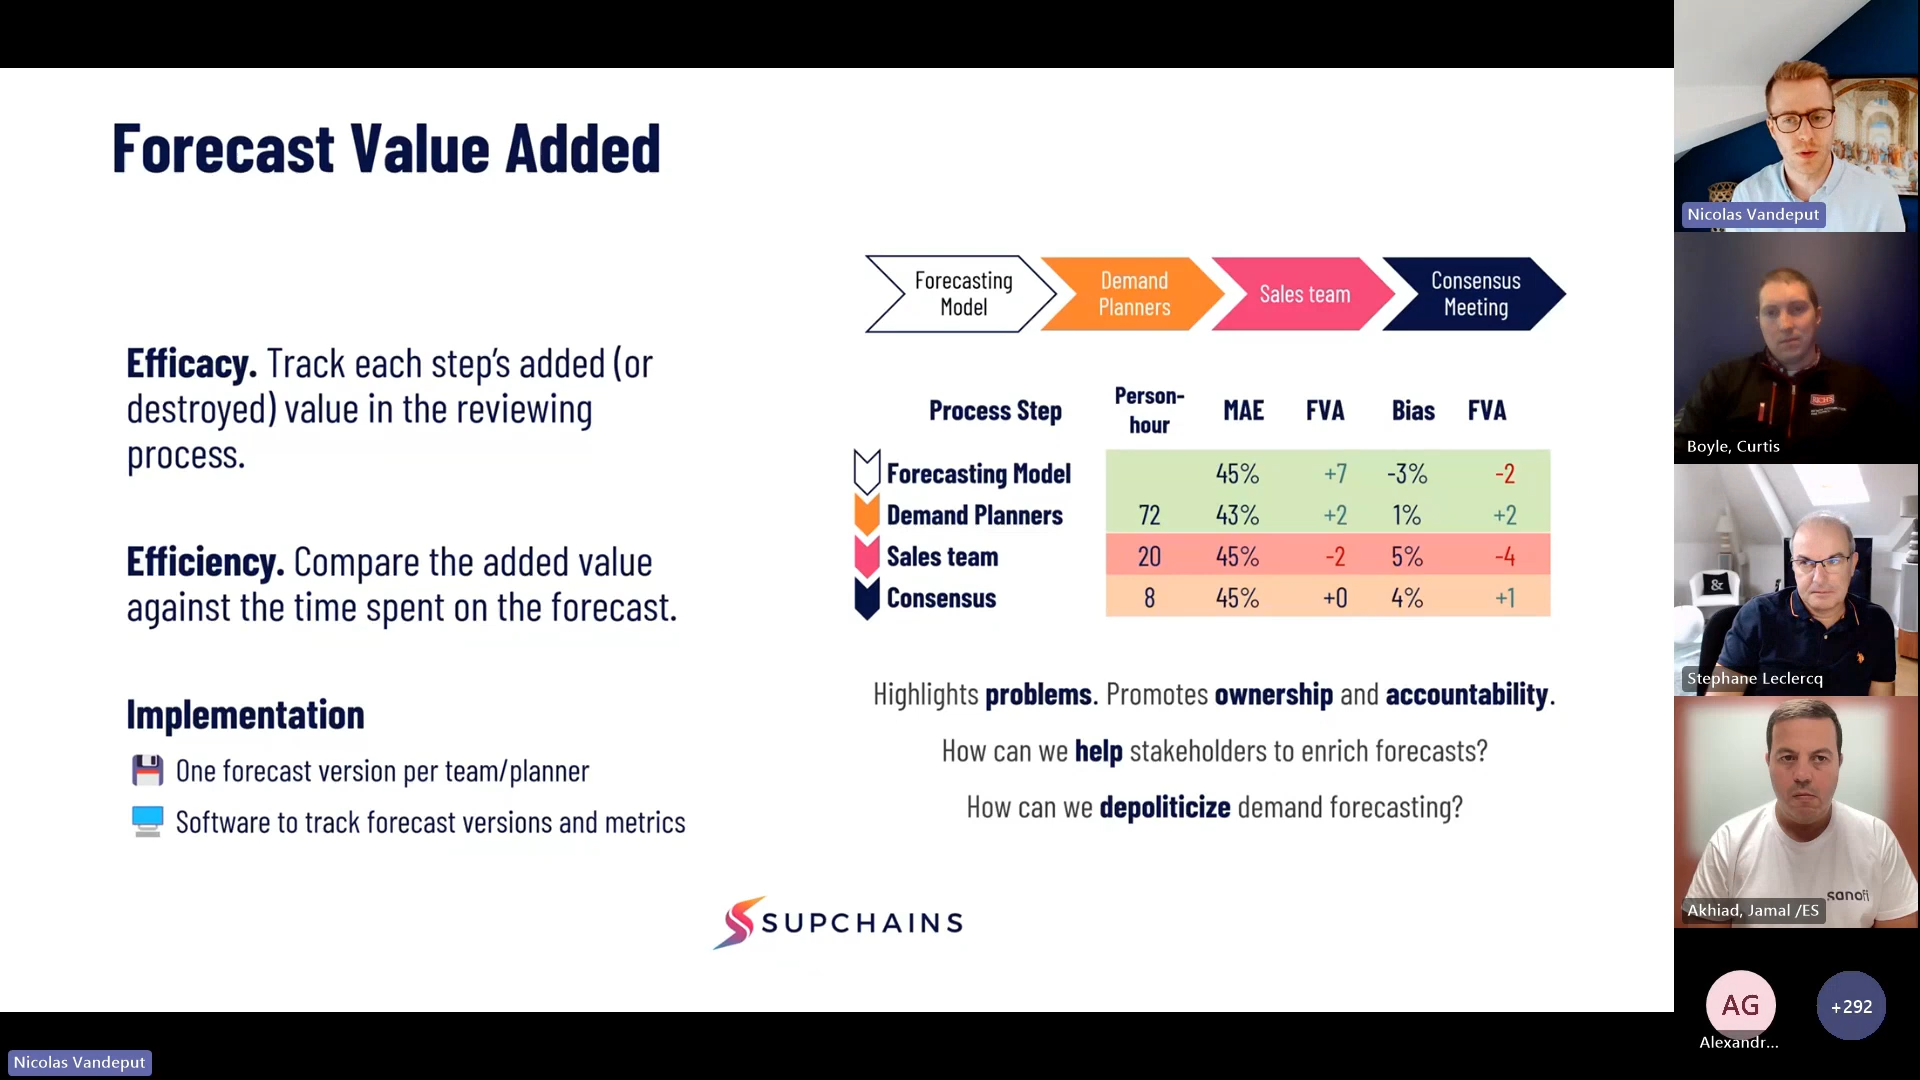 Forecast Value Added
Efficacy. Track each step's added (or
destroyed) value in the reviewing
process.
Efficiency. Compare the added value
against the time spent on the forecast.
Implementation
One forecast version per team/planner
Software to track forecast versions and metrics
Forecasting
Model
Demand
Planners
Sales team
Consensus
Meeting
Process Step Person-hour MAE FVA Bias FVA
Forecasting Model 45% +7 -3% -2
Demand Planners 72 43% +2 1% +2
Sales team 20 45% -2 5% -4
Consensus 8 45% +0 4% +1
Highlights problems. Promotes ownership and accountability.
How can we help stakeholders to enrich forecasts?
How can we depoliticize demand forecasting?
SUPCHAINS
Nicolas Vandeput
Nicolas Vandeput
RICH'S
Boyle, Curtis
&
Stephane Leclercq
sanofi
Akhiad, Jamal /ES
AG
Alexandr...
+292